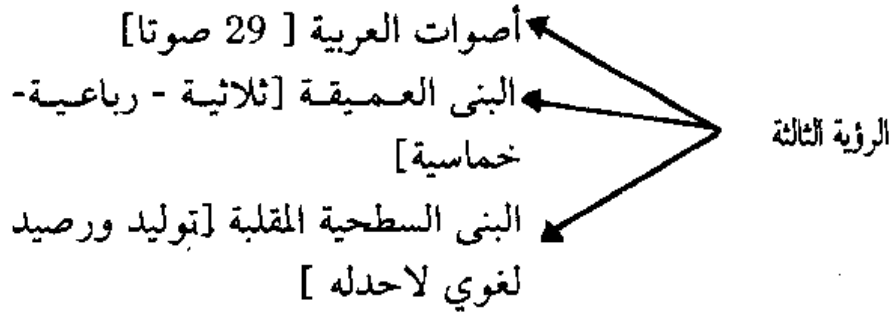 أصوات العربية [ 29 صوتا]
البنى العميقة [ثلاثية - رباعية-
خماسية]
الرؤية الثالثة
البنى السطحية المقلبة [توليد ورصيد
لغوي لاحدله ]